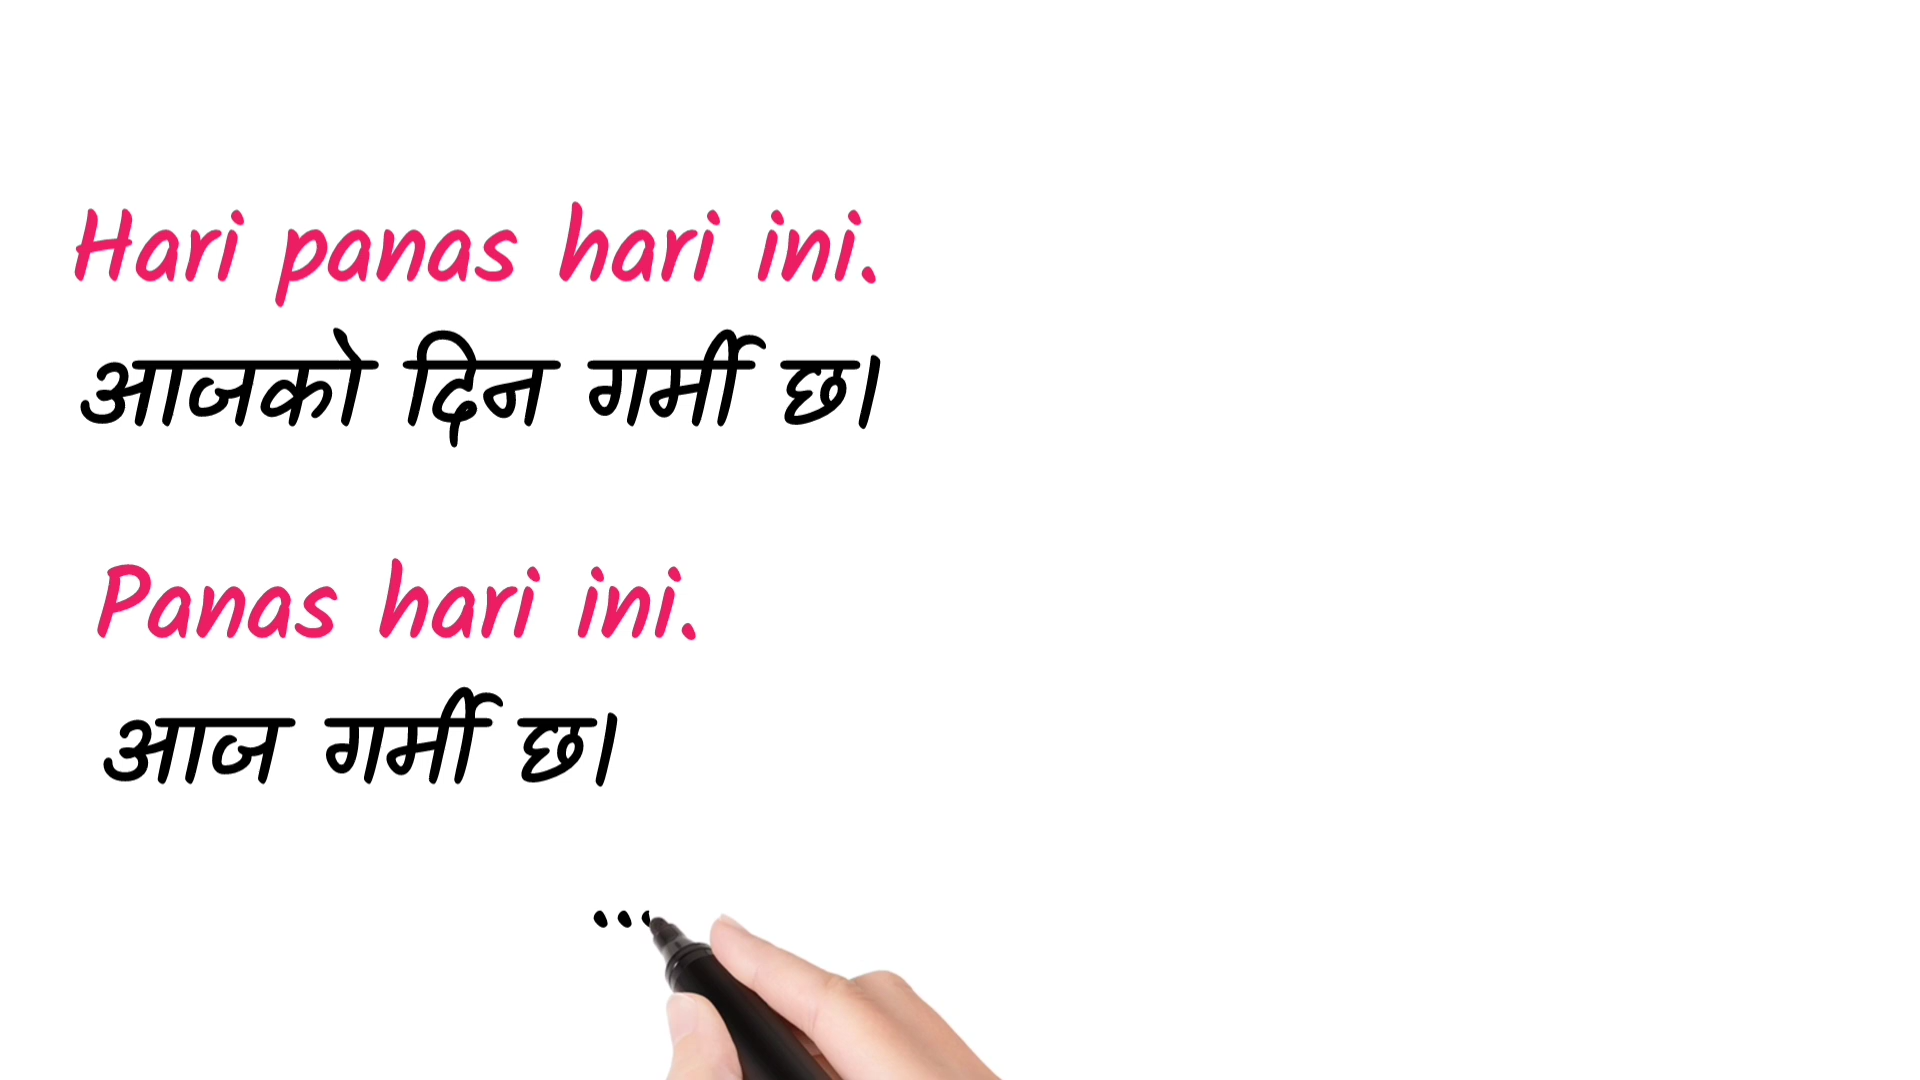 Hari panas hari ini.
आजको दिन गर्मी छ।
Panas hari ini.
आज गर्मी छ।
...